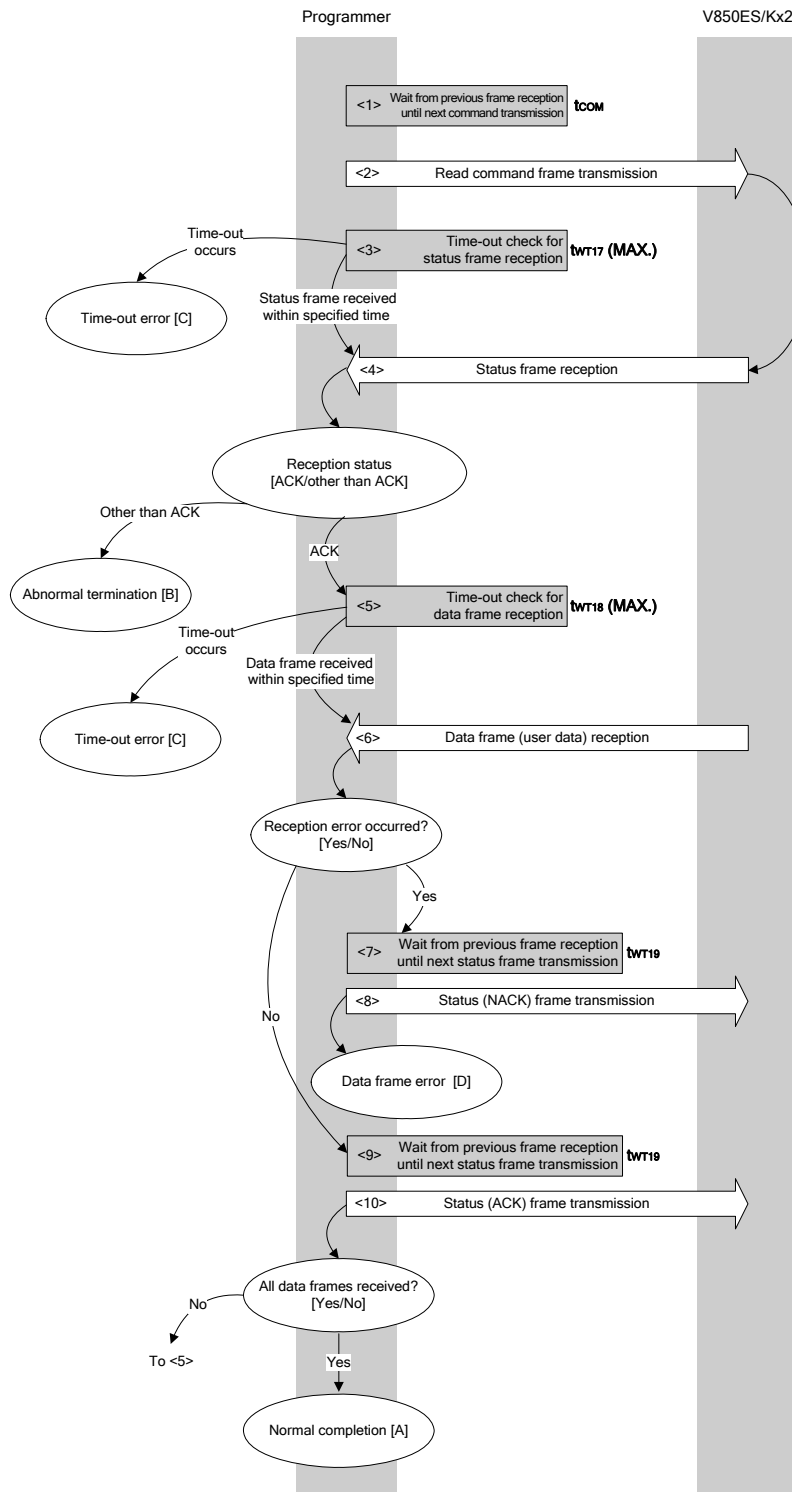 Programmer
V850ES/Kx2
<1> Wait from previous frame reception
until next command transmission
tCOM
<2> Read command frame transmission
Time-out
occurs
<3> Time-out check for
status frame reception
tWT17 (MAX.)
Time-out error [C]
Status frame received
within specified time
<4> Status frame reception
Reception status
[ACK/other than ACK]
Other than ACK
ACK
Abnormal termination [B]
<5> Time-out check for
data frame reception
tWT18 (MAX.)
Time-out
occurs
Data frame received
within specified time
Time-out error [C]
<6> Data frame (user data) reception
Reception error occurred?
[Yes/No]
Yes
<7> Wait from previous frame reception
until next status frame transmission
tWT19
<8> Status (NACK) frame transmission
No
Data frame error [D]
<9> Wait from previous frame reception
until next status frame transmission
tWT19
<10> Status (ACK) frame transmission
All data frames received?
[Yes/No]
No
To <5>
Yes
Normal completion [A]